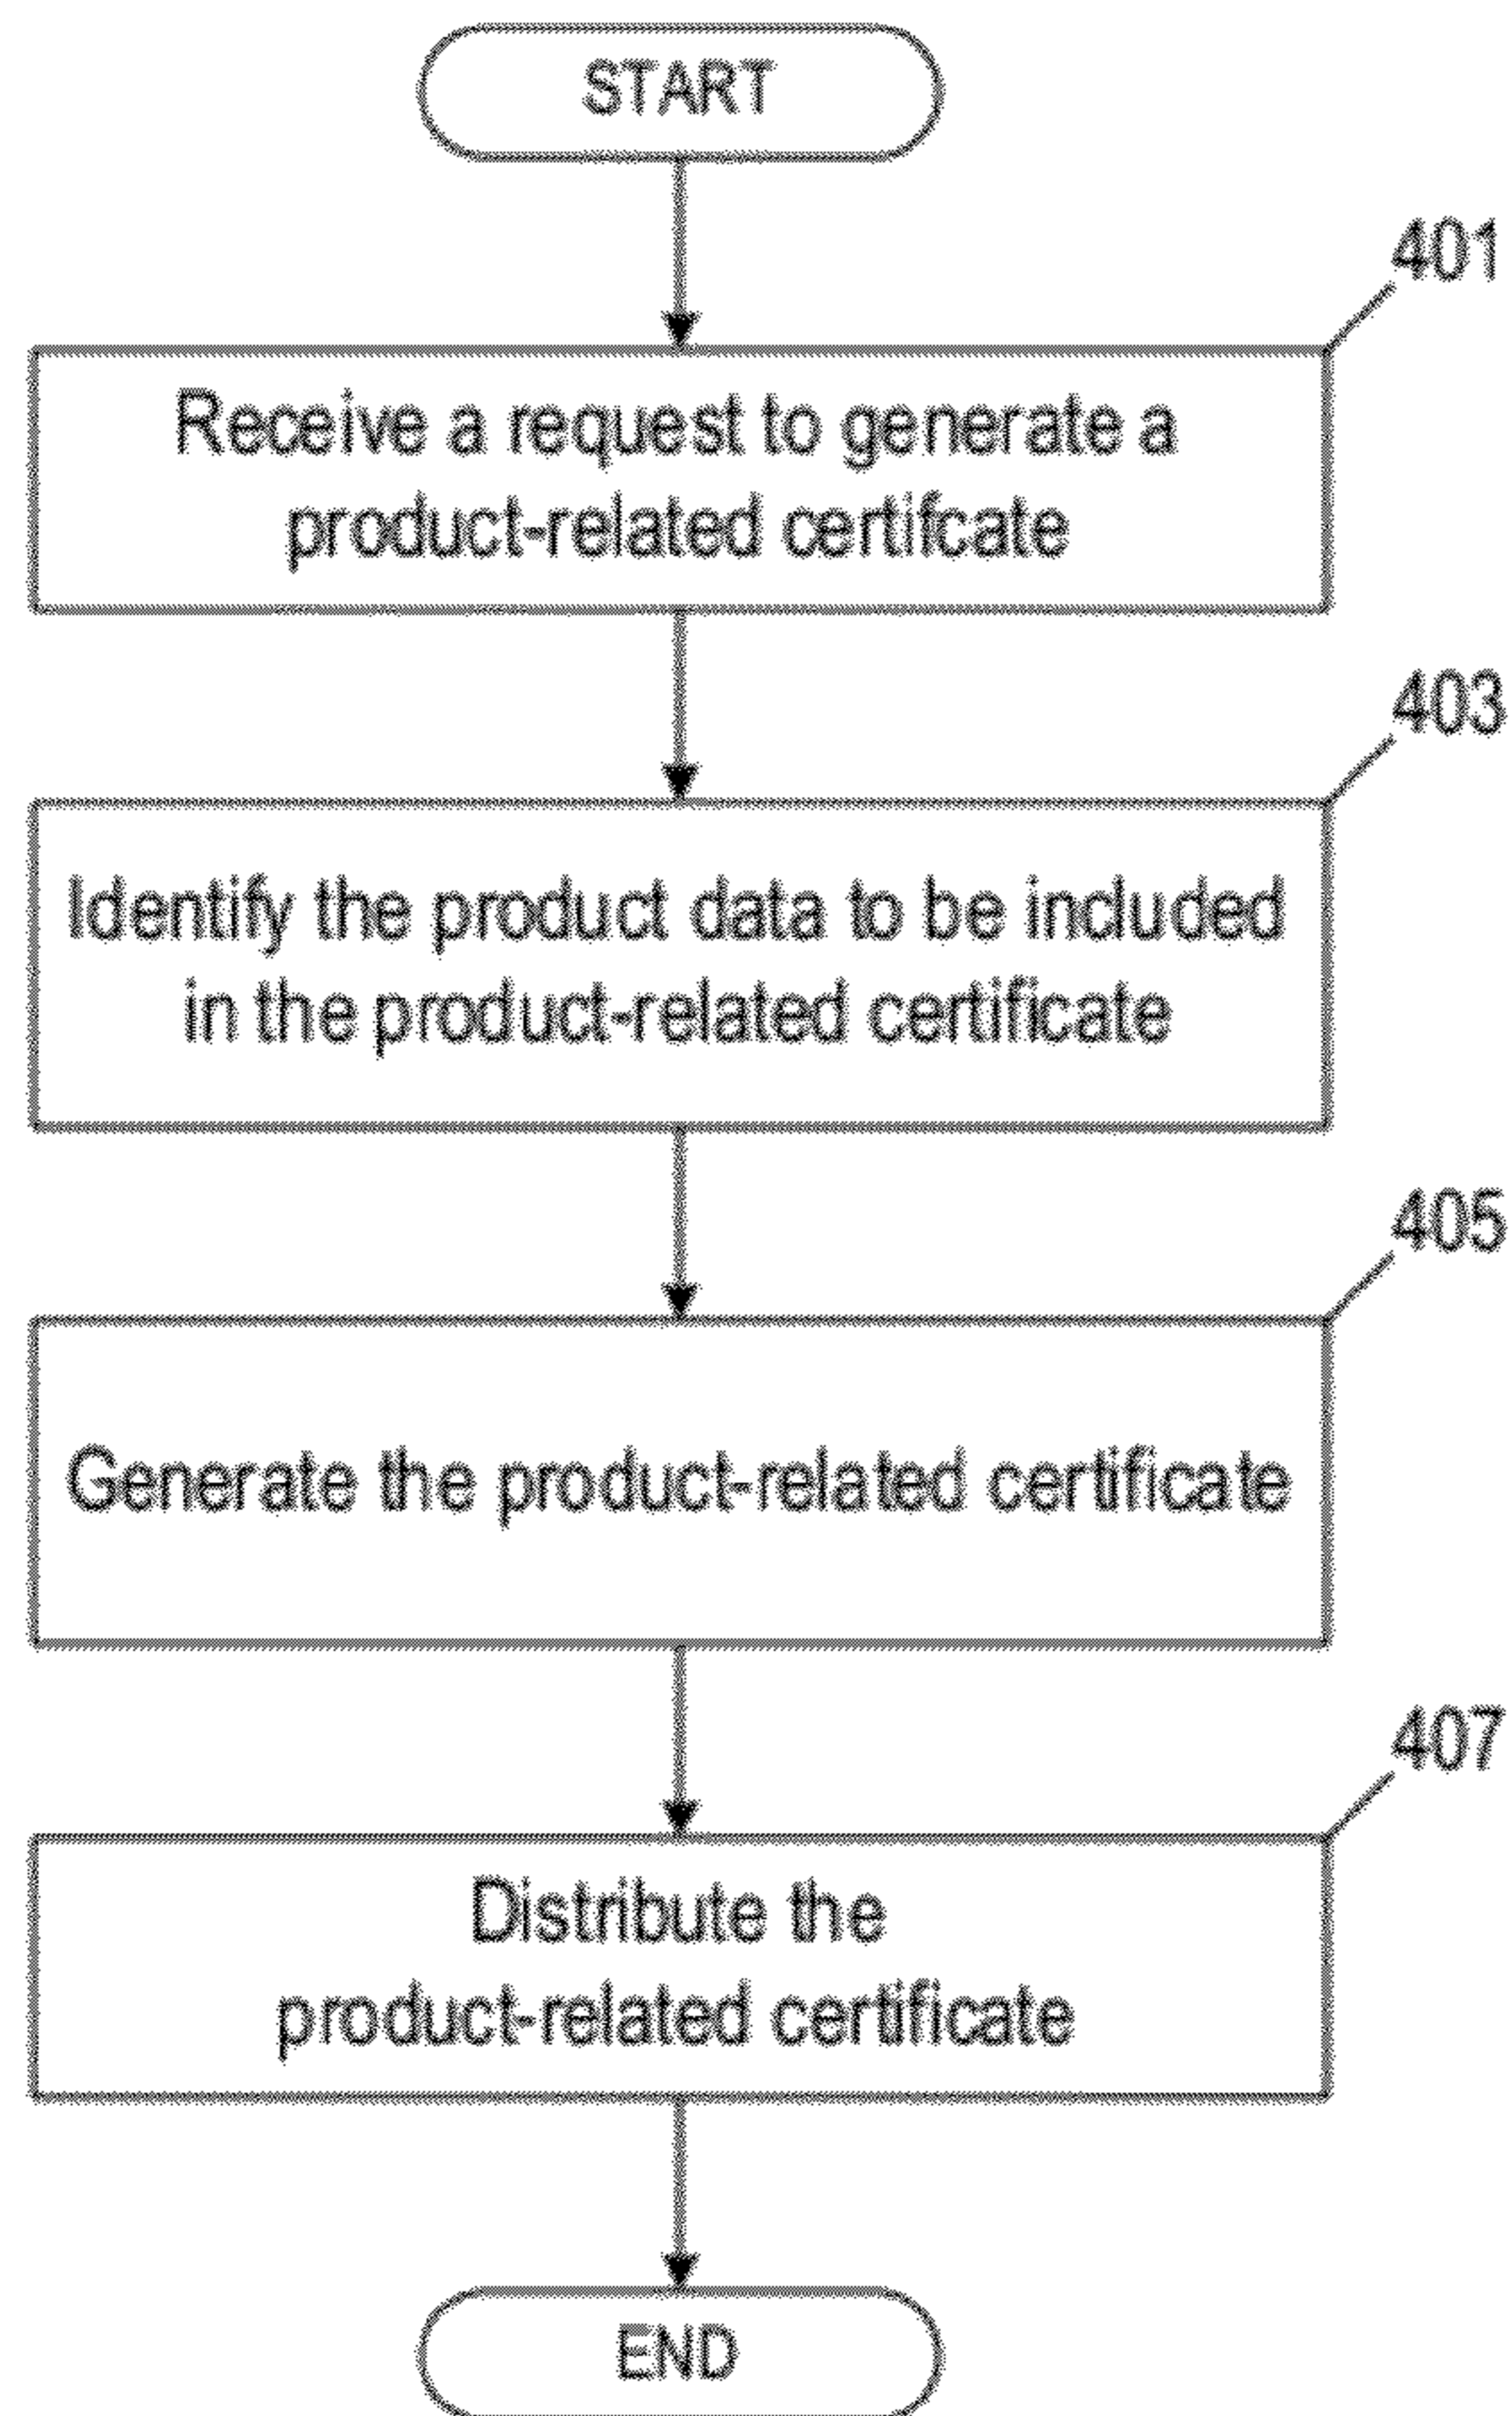 START
401
Receive a request to generate a
product-related certifcate
403
Identify the product data to be included
in the product-related certificate
405
Generate the product-related certificate
407
Distribute the
product-related certificate
END